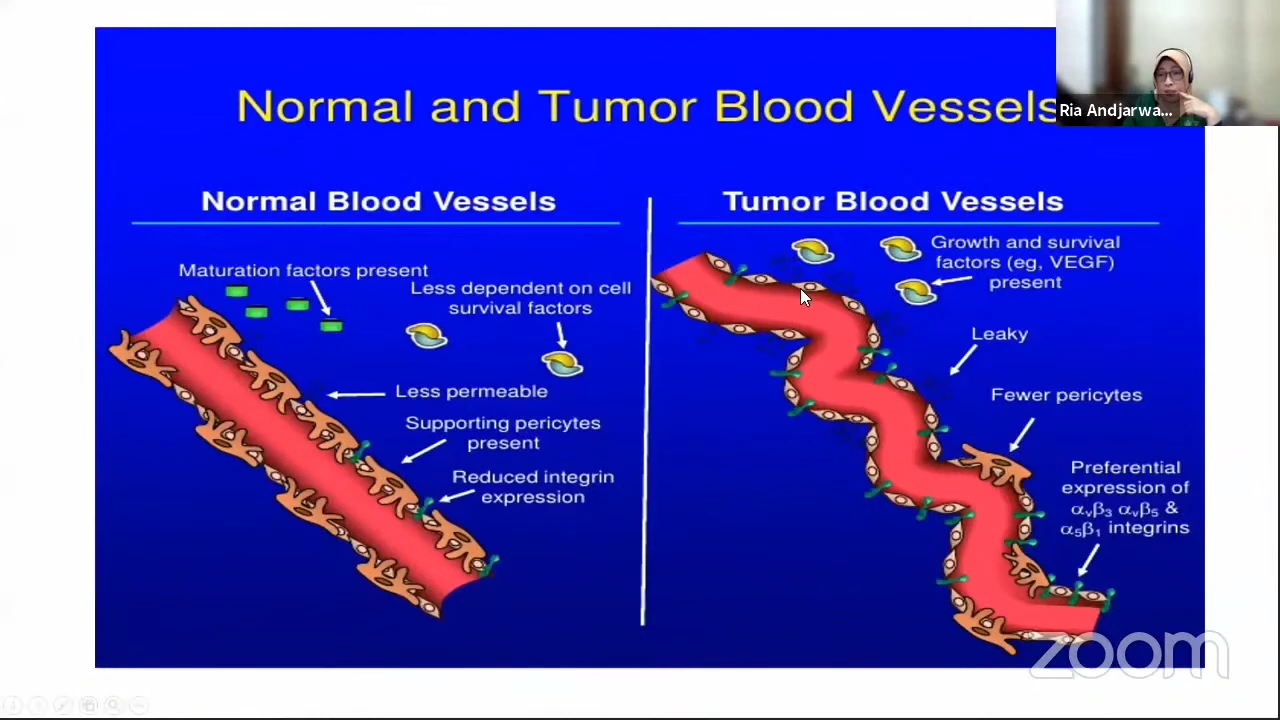 Normal and Tumor Blood Vessels
Ria Andjarwa...
Normal Blood Vessels
Maturation factors present
Less dependent on cell
survival factors
Less permeable
Supporting pericytes
present
Reduced integrin
expression
Tumor Blood Vessels
Growth and survival
factors (eg, VEGF)
present
Leaky
Fewer pericytes
Preferential
expression of
αᵥβ₃ αᵥβ₅ &
α₅β₁ integrins
zoom